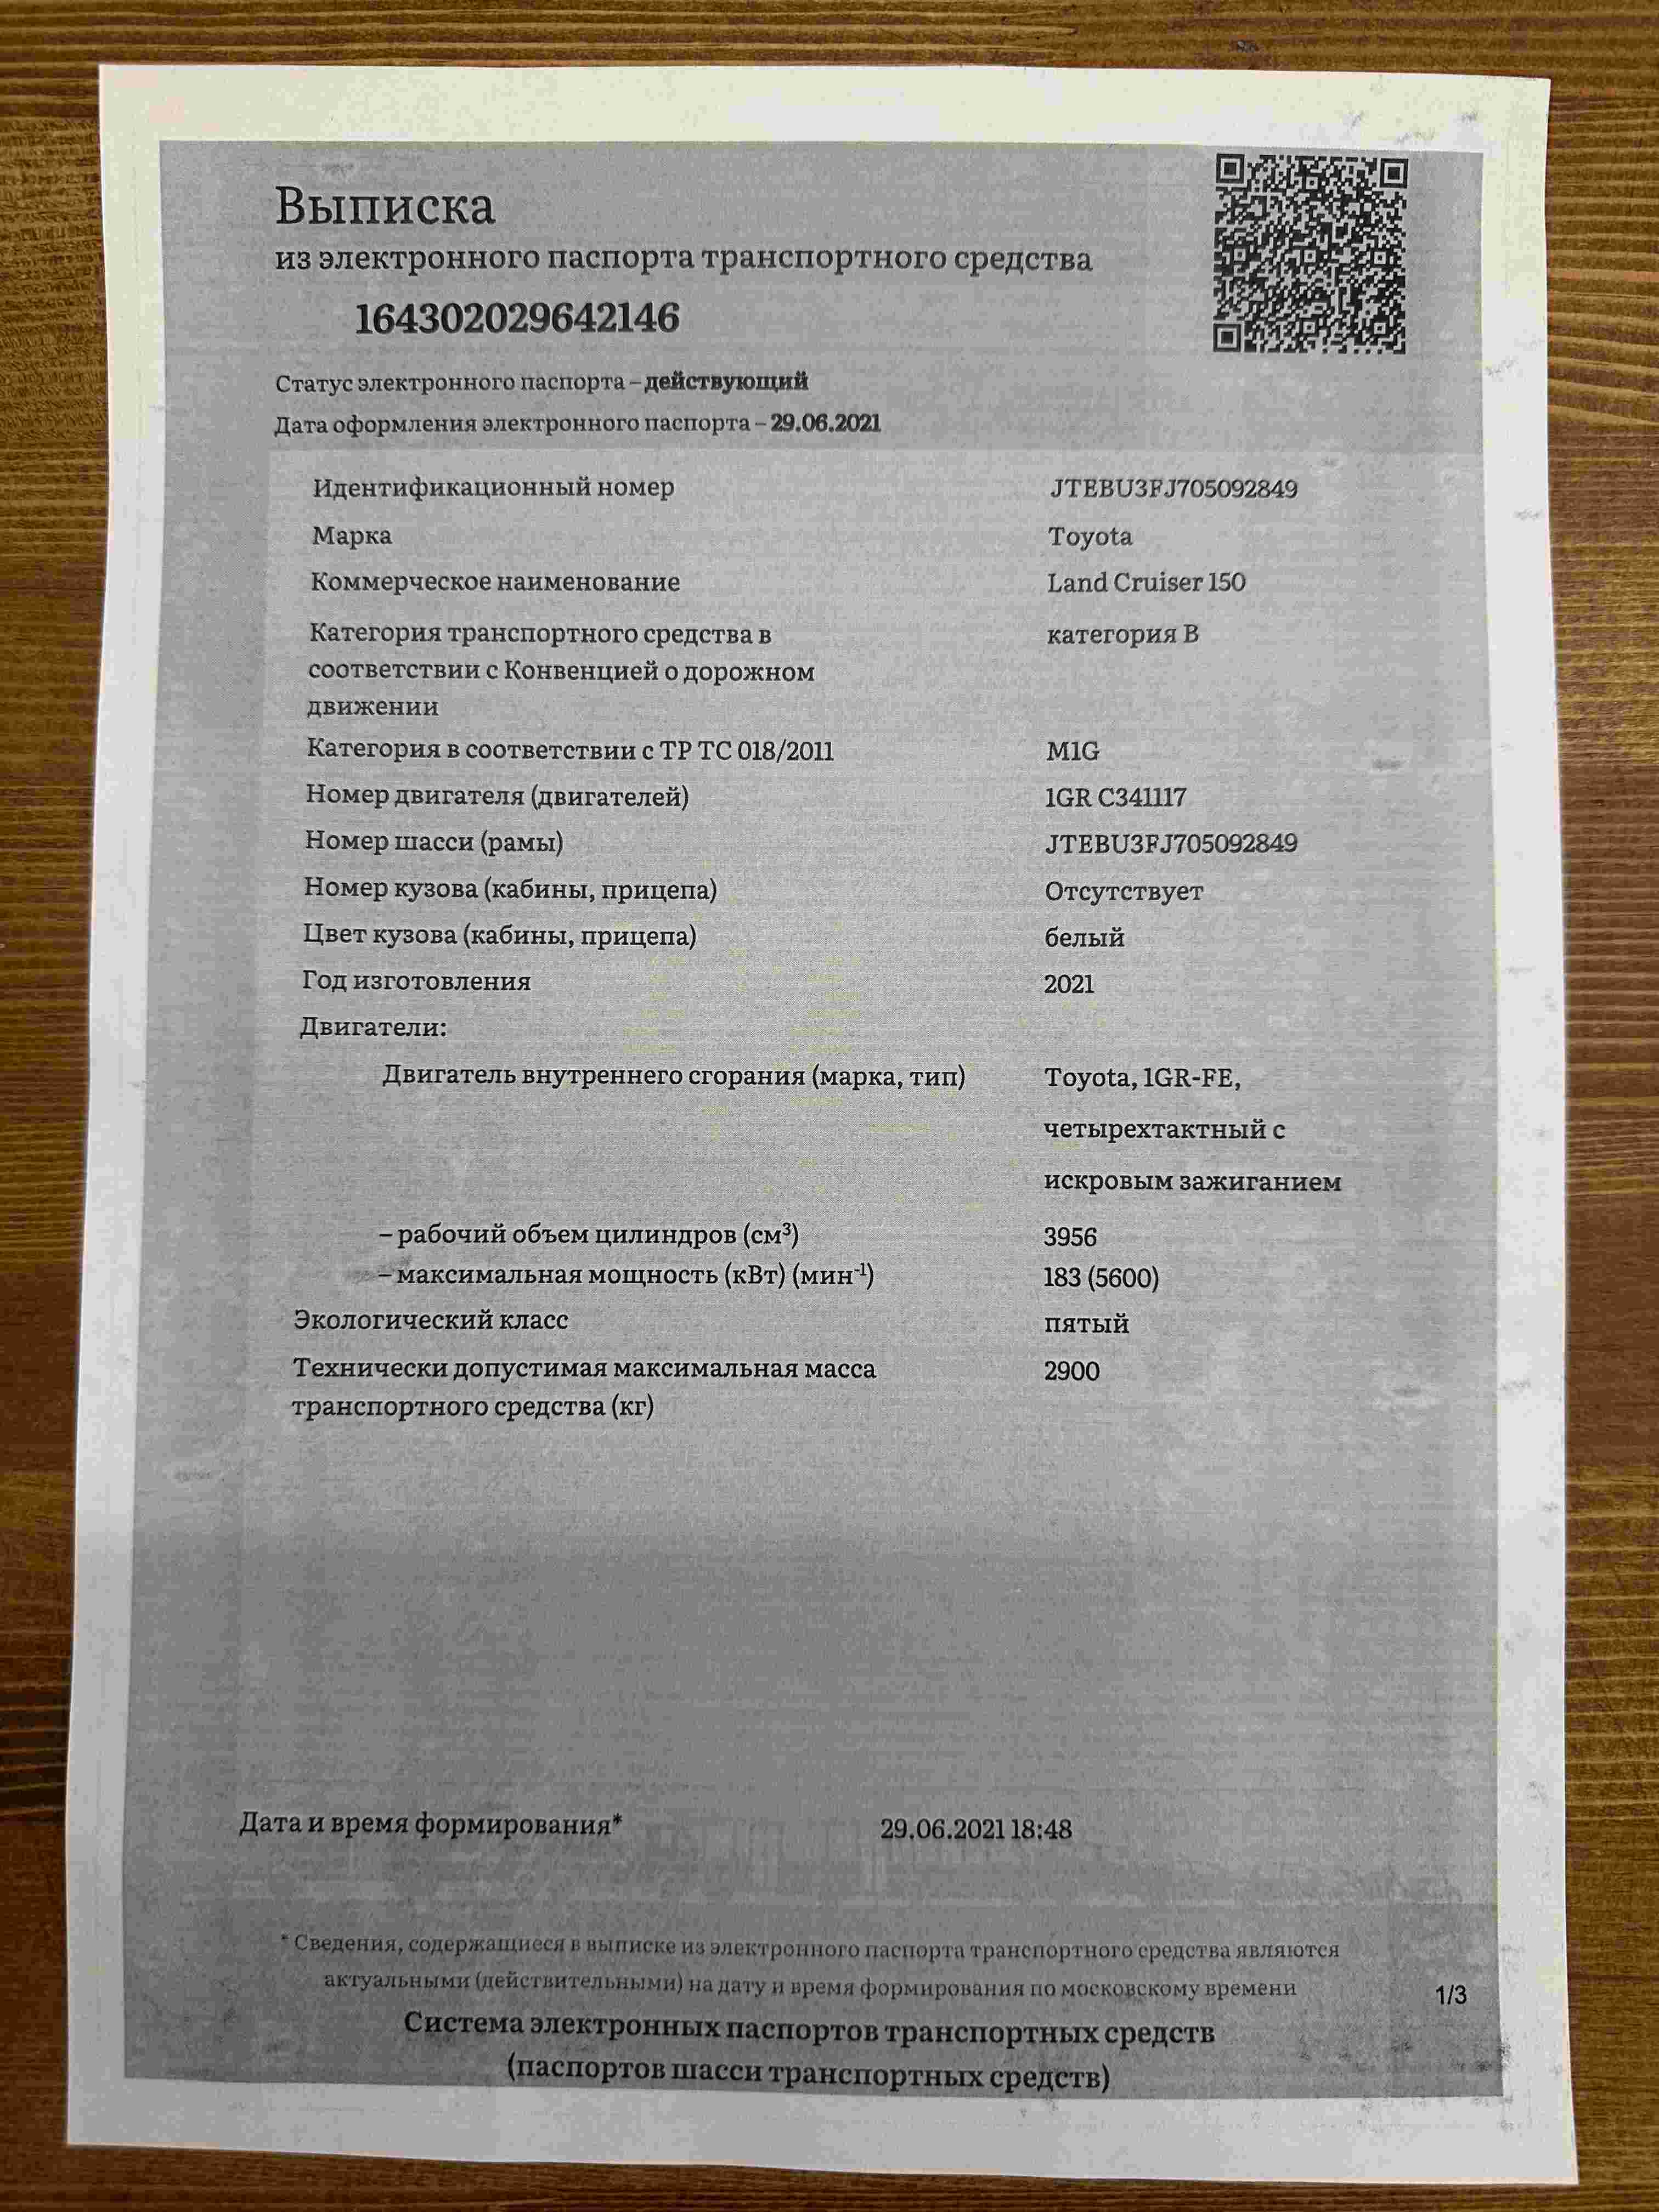 Выписка
из электронного паспорта транспортного средства
164302029642146
Статус электронного паспорта – действующий
Дата оформления электронного паспорта – 29.06.2021
Идентификационный номер JTEBU3FJ705092849
Марка Toyota
Коммерческое наименование Land Cruiser 150
Категория транспортного средства в категория B
соответствии с Конвенцией о дорожном
движении
Категория в соответствии с ТР ТС 018/2011 M1G
Номер двигателя (двигателей) 1GR C341117
Номер шасси (рамы) JTEBU3FJ705092849
Номер кузова (кабины, прицепа) Отсутствует
Цвет кузова (кабины, прицепа) белый
Год изготовления 2021
Двигатели:
Двигатель внутреннего сгорания (марка, тип) Toyota, 1GR-FE,
четырехтактный с
искровым зажиганием
– рабочий объем цилиндров (см³) 3956
– максимальная мощность (кВт) (мин⁻¹) 183 (5600)
Экологический класс пятый
Технически допустимая максимальная масса 2900
транспортного средства (кг)
Дата и время формирования* 29.06.2021 18:48
* Сведения, содержащиеся в выписке из электронного паспорта транспортного средства являются
актуальными (действительными) на дату и время формирования по московскому времени
1/3
Система электронных паспортов транспортных средств
(паспортов шасси транспортных средств)